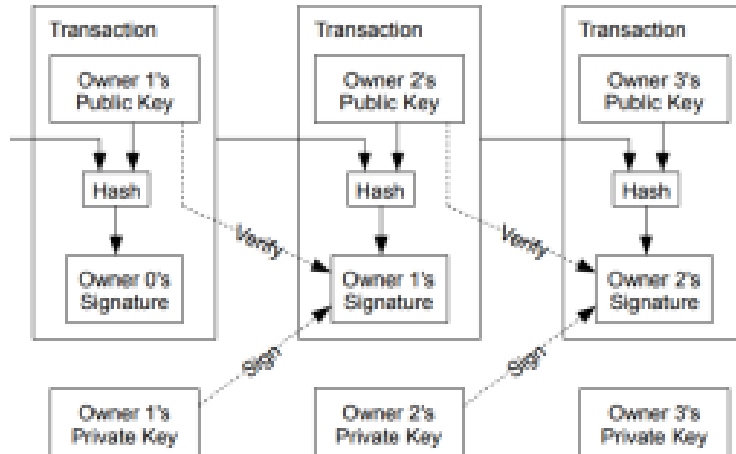 Transaction
Transaction
Transaction
Owner 1's
Public Key
Owner 2's
Public Key
Owner 3's
Public Key
Hash
Hash
Hash
Verify
Verify
Owner 0's
Signature
Owner 1's
Signature
Owner 2's
Signature
Sign
Sign
Owner 1's
Private Key
Owner 2's
Private Key
Owner 3's
Private Key